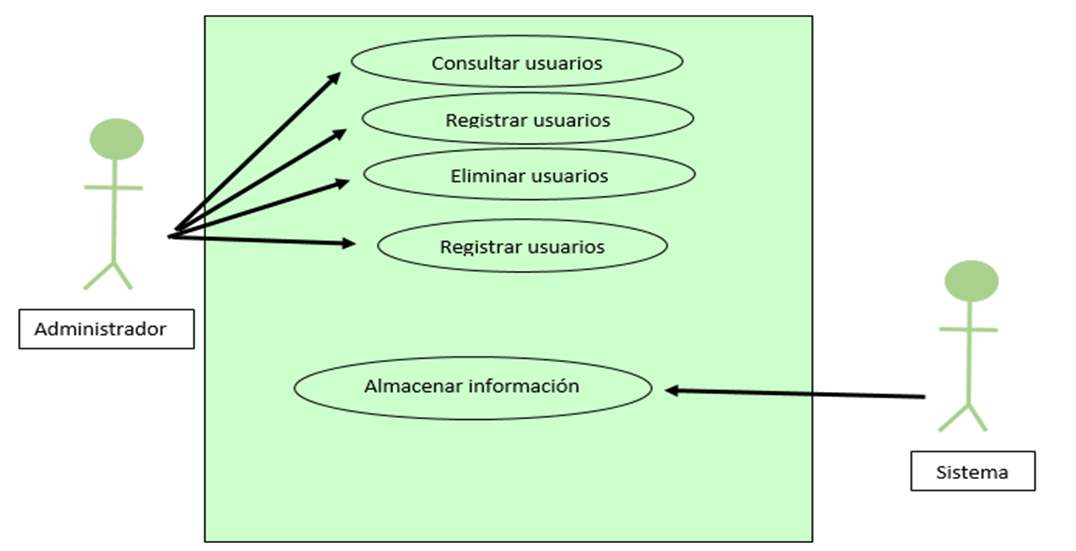 Consultar usuarios
Registrar usuarios
Eliminar usuarios
Registrar usuarios
Administrador
Almacenar información
Sistema